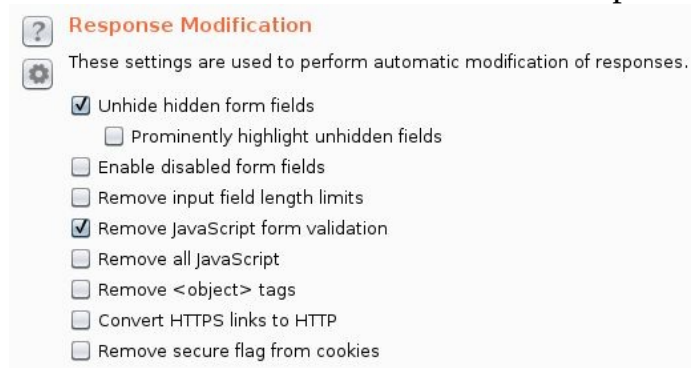 Response Modification
?
These settings are used to perform automatic modification of responses.
Unhide hidden form fields
Prominently highlight unhidden fields
Enable disabled form fields
Remove input field length limits
Remove JavaScript form validation
Remove all JavaScript
Remove <object> tags
Convert HTTPS links to HTTP
Remove secure flag from cookies